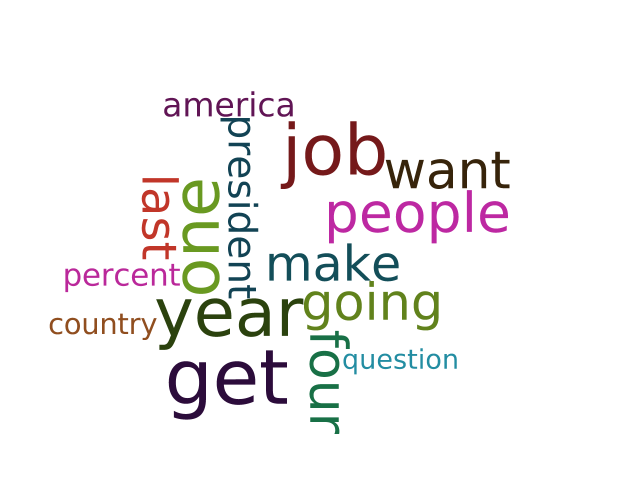 america
president
job
want
last
one
people
make
percent
year
going
country
four
question
get